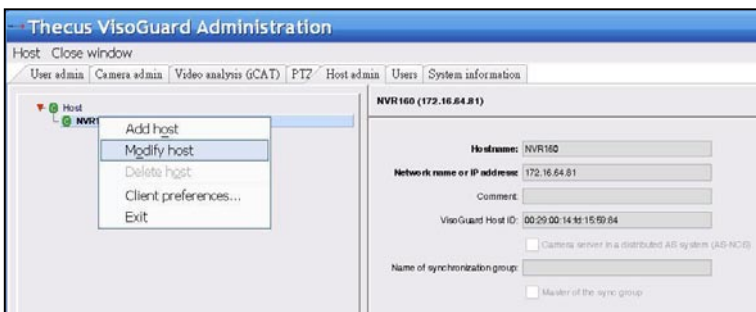 Thecus VisoGuard Administration
Host Close window
User admin Camera admin Video analysis (iCAT) PTZ Host admin Users System information
Host
NVR1
Add host
Modify host
Delete host
Client preferences...
Exit
NVR160 (172.16.64.81)
Hostname: NVR160
Network name or IP address: 172.16.64.81
Comment:
VisoGuard Host ID: 00:29:00:14:fd:15:59:84
Camera server in a distributed AS system (AS-NCS)
Name of synchronization group:
Master of the sync group